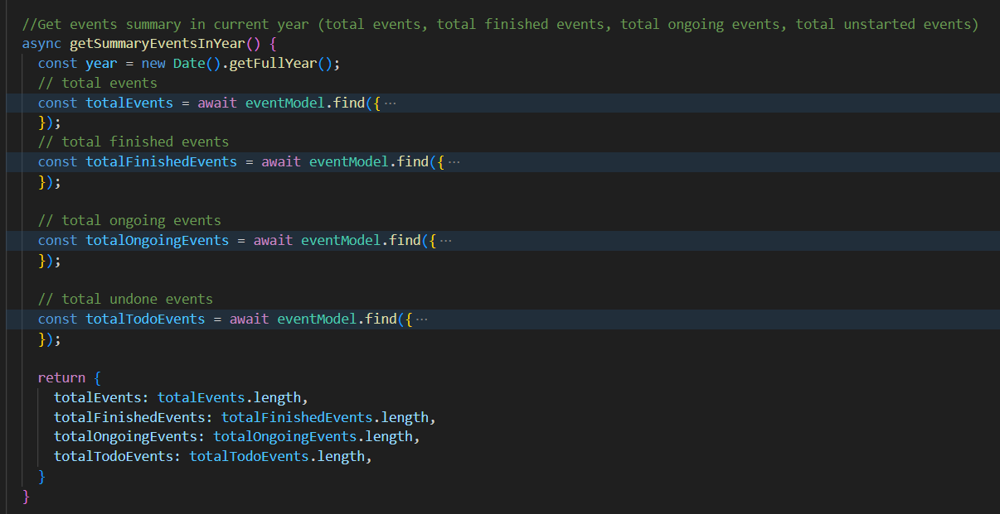 //Get events summary in current year (total events, total finished events, total ongoing events, total unstarted events)
async getSummaryEventsInYear() {
const year = new Date().getFullYear();
// total events
const totalEvents = await eventModel.find({ ···
});
// total finished events
const totalFinishedEvents = await eventModel.find({ ···
});
// total ongoing events
const totalOngoingEvents = await eventModel.find({ ···
});
// total undone events
const totalTodoEvents = await eventModel.find({ ···
});
return {
totalEvents: totalEvents.length,
totalFinishedEvents: totalFinishedEvents.length,
totalOngoingEvents: totalOngoingEvents.length,
totalTodoEvents: totalTodoEvents.length,
}
}